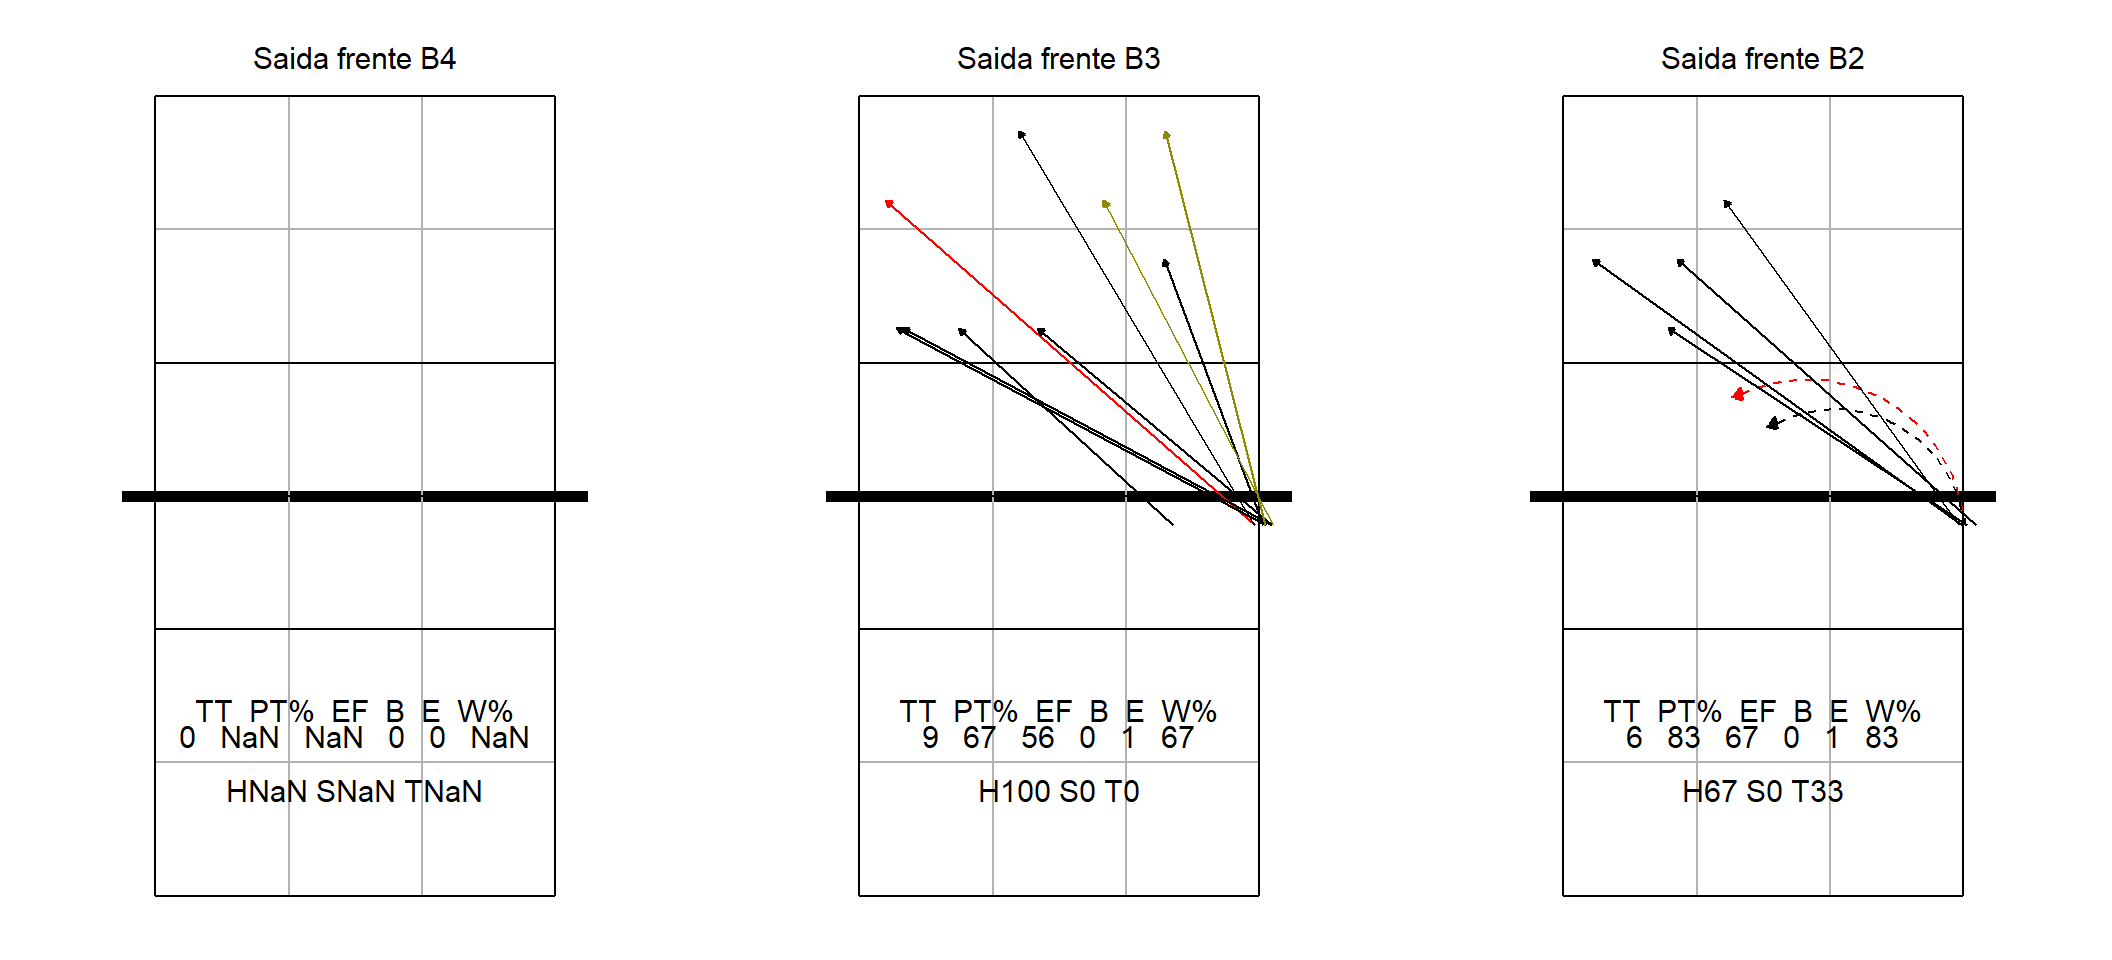 Saida frente B4
TT PT% EF B E W%
0 NaN NaN 0 0 NaN
HNaN SNaN TNaN
Saida frente B3
TT PT% EF B E W%
9 67 56 0 1 67
H100 S0 T0
Saida frente B2
TT PT% EF B E W%
6 83 67 0 1 83
H67 S0 T33